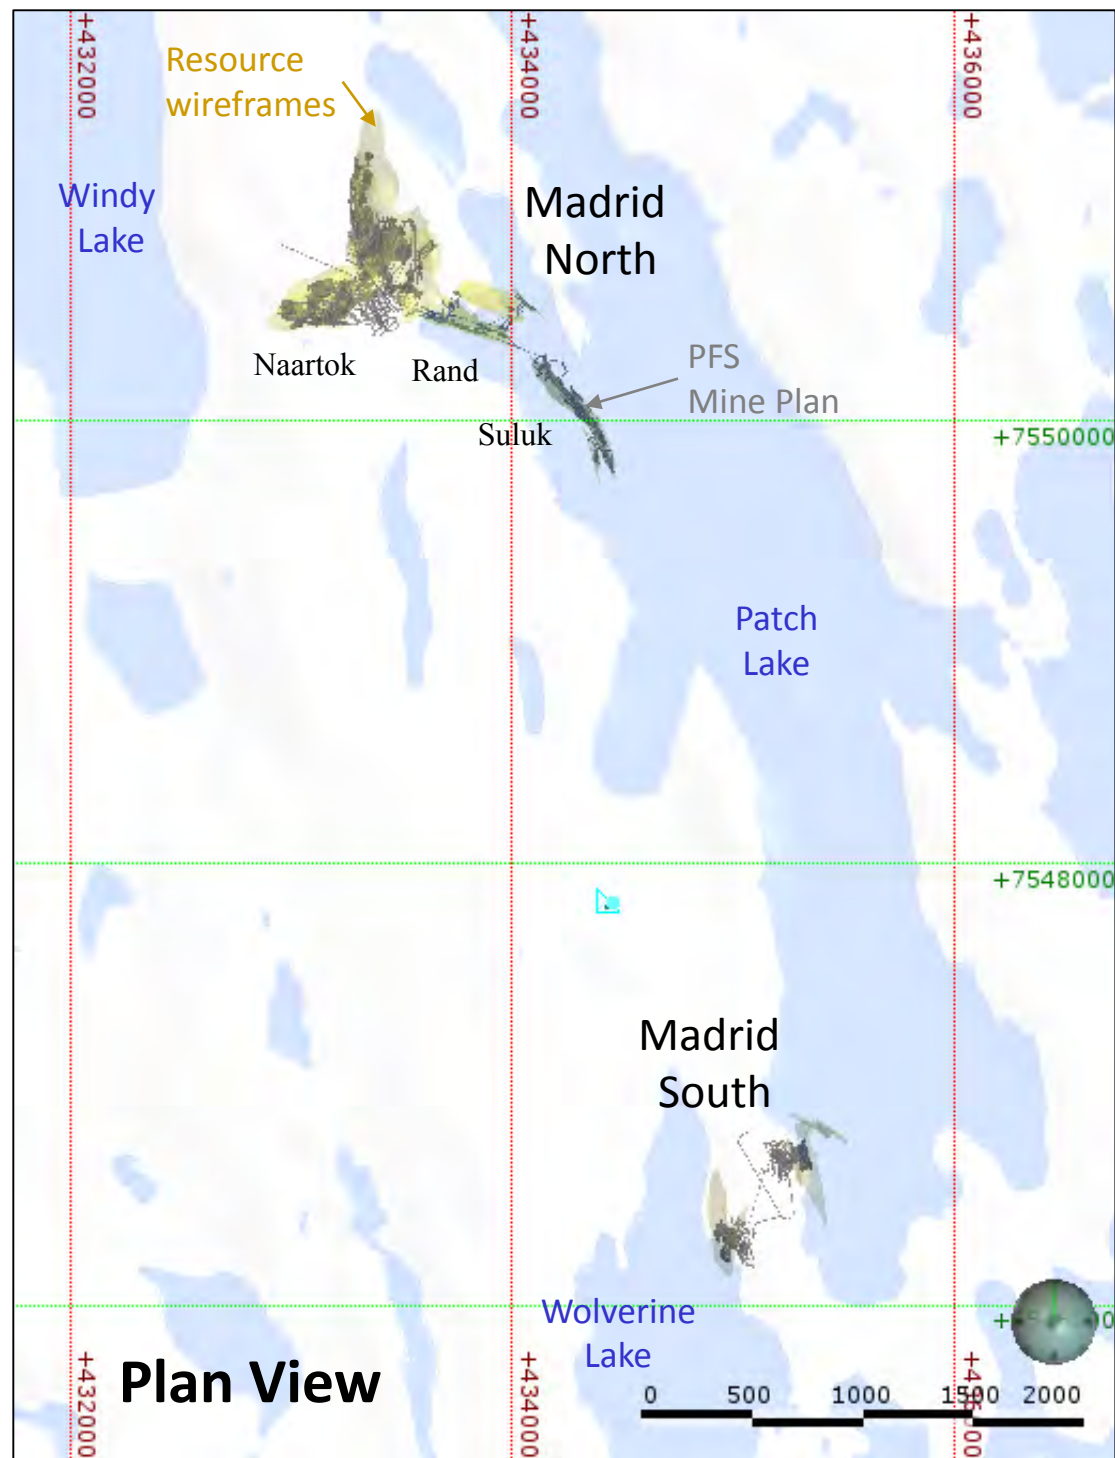 +432000
+434000
+436000
Resource
wireframes
Windy
Lake
Madrid
North
Naartok
Rand
PFS
Mine Plan
Suluk
+7550000
Patch
Lake
+7548000
Madrid
South
Wolverine
Lake
Plan View
+432000
+434000
0 500 1000 1500 2000